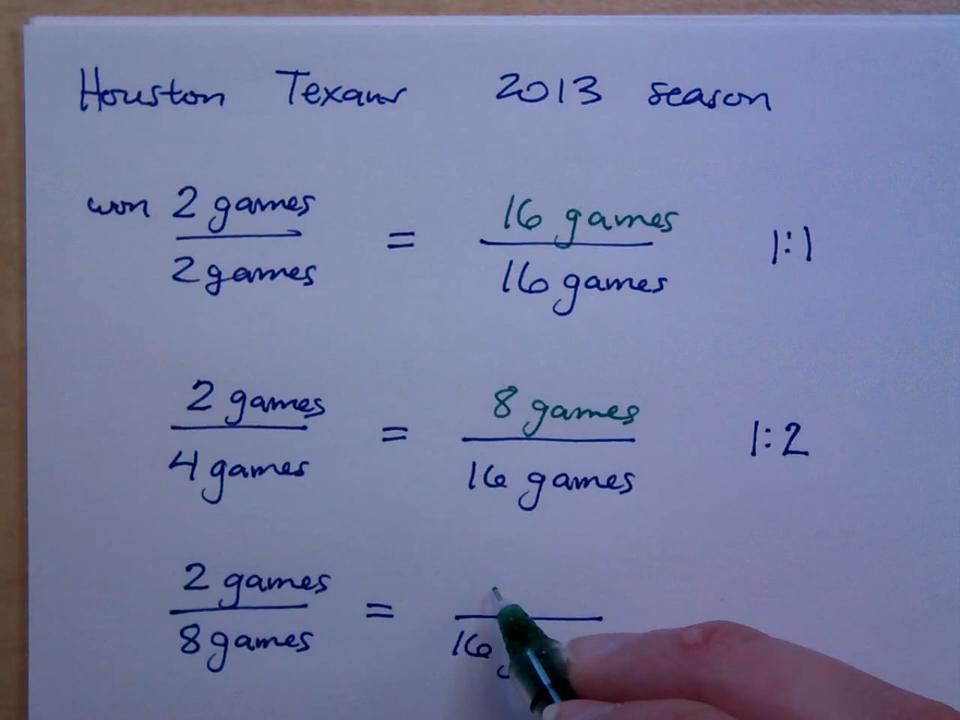 Houston Texans 2013 season
won 2 games = 16 games 1:1
2 games 16 games
2 games = 8 games 1:2
4 games 16 games
2 games =
8 games 16